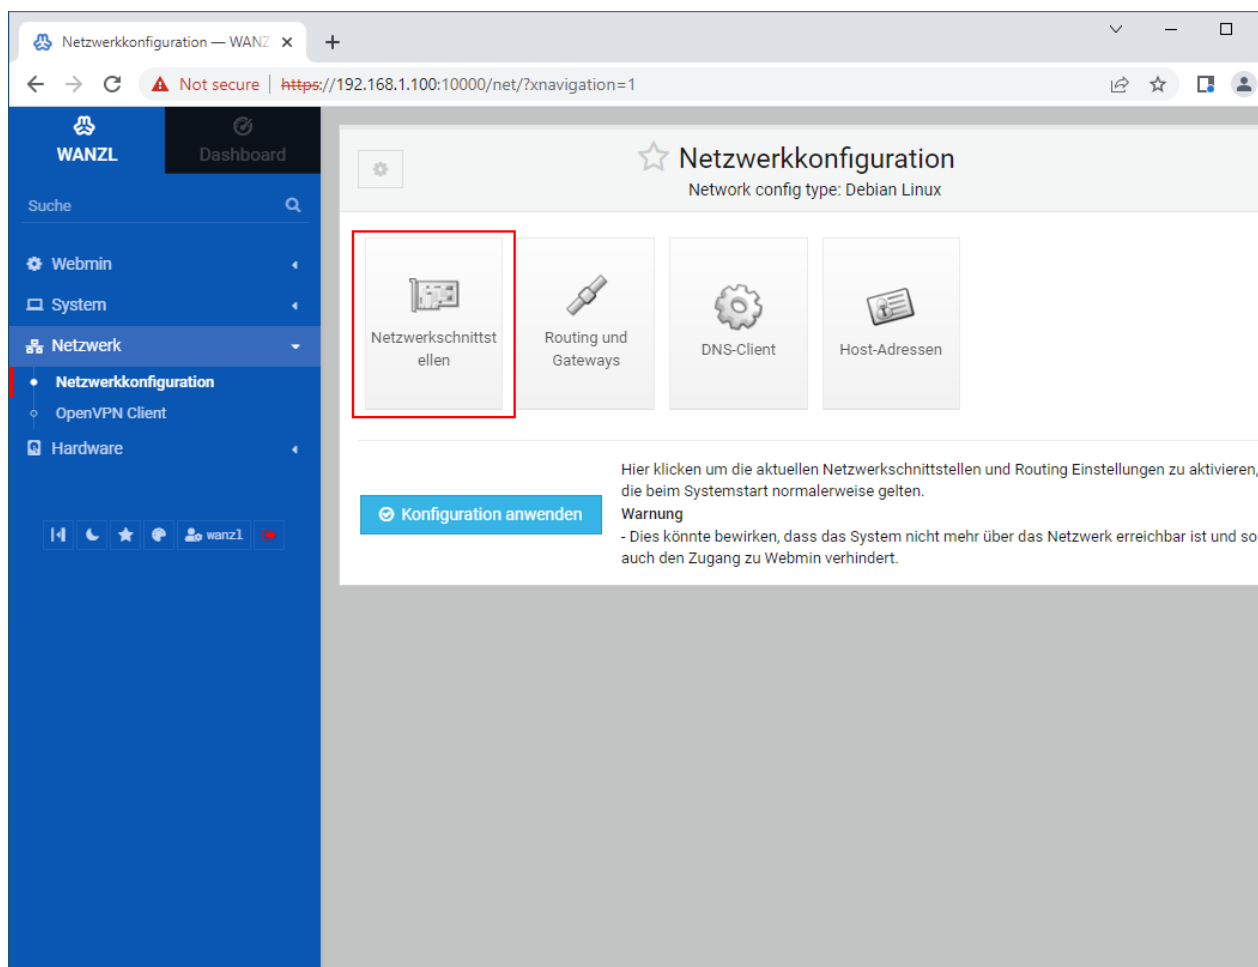 Netzwerkkonfiguration — WANZ
Not secure | https://192.168.1.100:10000/net/?xnavigation=1
WANZL
Dashboard
Suche
Webmin
System
Netzwerk
Netzwerkkonfiguration
OpenVPN Client
Hardware
wanzl
Netzwerkkonfiguration
Network config type: Debian Linux
Netzwerkschnittst
ellen
Routing und
Gateways
DNS-Client
Host-Adressen
Konfiguration anwenden
Hier klicken um die aktuellen Netzwerkschnittstellen und Routing Einstellungen zu aktivieren,
die beim Systemstart normalerweise gelten.
Warnung
- Dies könnte bewirken, dass das System nicht mehr über das Netzwerk erreichbar ist und so
auch den Zugang zu Webmin verhindert.